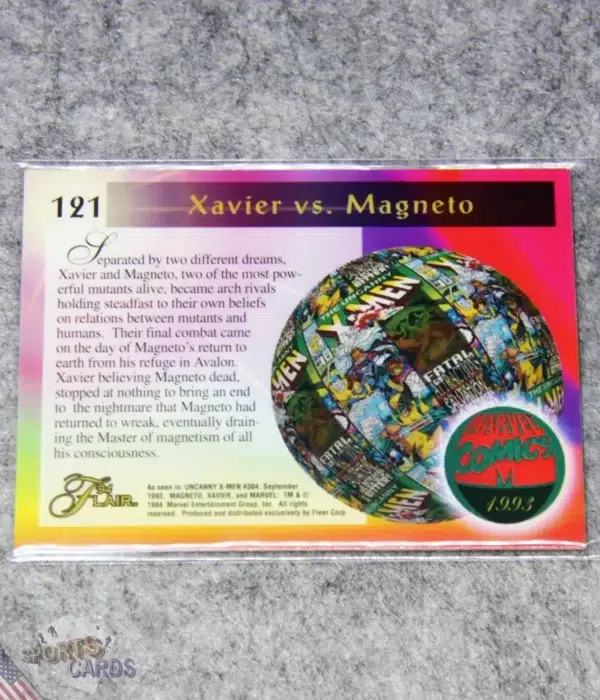 121
Xavier vs. Magneto
Separated by two different dreams,
Xavier and Magneto, two of the most pow-
erful mutants alive, became arch rivals
holding steadfast to their own beliefs
on relations between mutants and
humans. Their final combat came
on the day of Magneto's return to
earth from his refuge in Avalon.
Xavier believing Magneto dead,
stopped at nothing to bring an end
to the nightmare that Magneto had
returned to wreak, eventually drain-
ing the Master of magnetism of all
his consciousness.
THE UNCANNY
X-MEN
MEN
FATAL
FATAL
MARVEL
COMICS
M
1993
'94
FLAIR
As seen in: UNCANNY X-MEN #304, September
1993. MAGNETO, XAVIER, and MARVEL: TM & ©
1994 Marvel Entertainment Group, Inc. All rights
reserved. Produced and distributed exclusively by Fleer Corp
SPORTS
CARDS